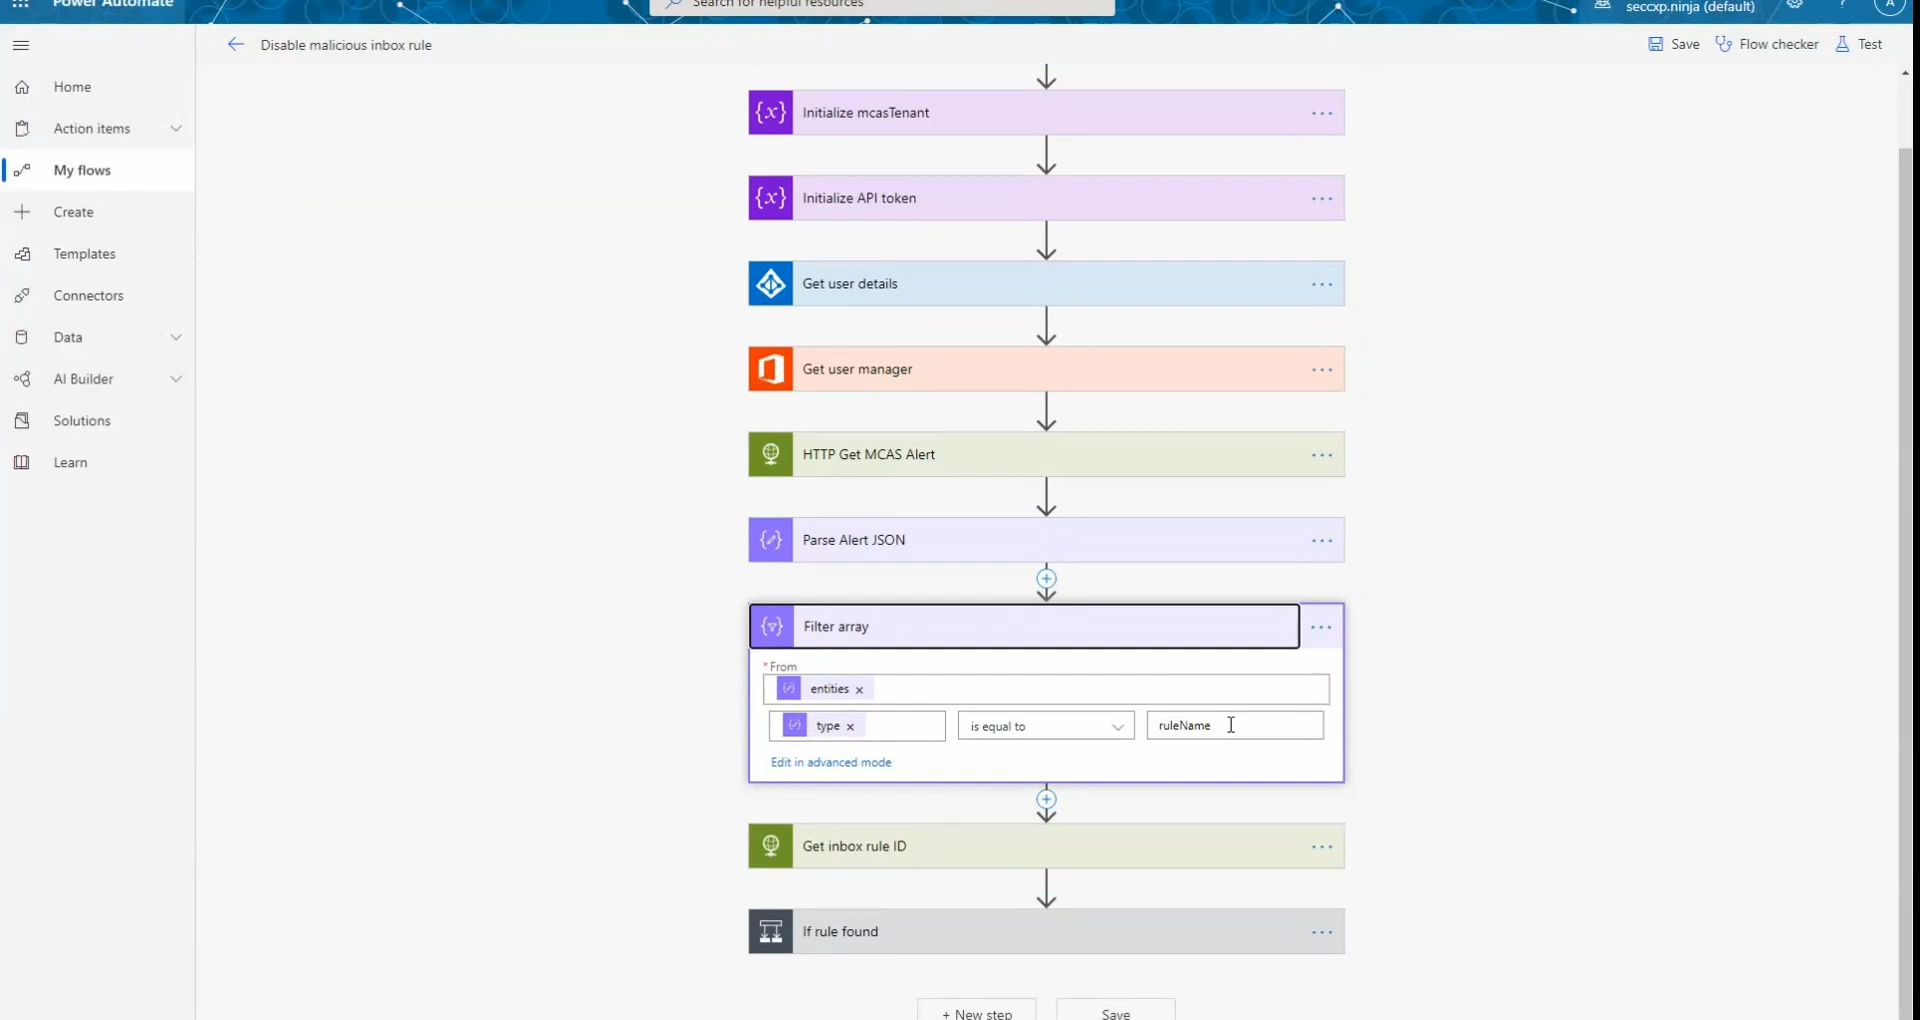 Power Automate
Search for helpful resources
seccxp.ninja (default)
?
A
Disable malicious inbox rule
Save
Flow checker
Test
Home
Action items
My flows
Create
Templates
Connectors
Data
AI Builder
Solutions
Learn
{x} Initialize mcasTenant ...
{x} Initialize API token ...
Get user details ...
Get user manager ...
HTTP Get MCAS Alert ...
Parse Alert JSON ...
Filter array ...
* From
entities ×
type × is equal to ruleName
Edit in advanced mode
Get inbox rule ID ...
If rule found ...
+ New step Save